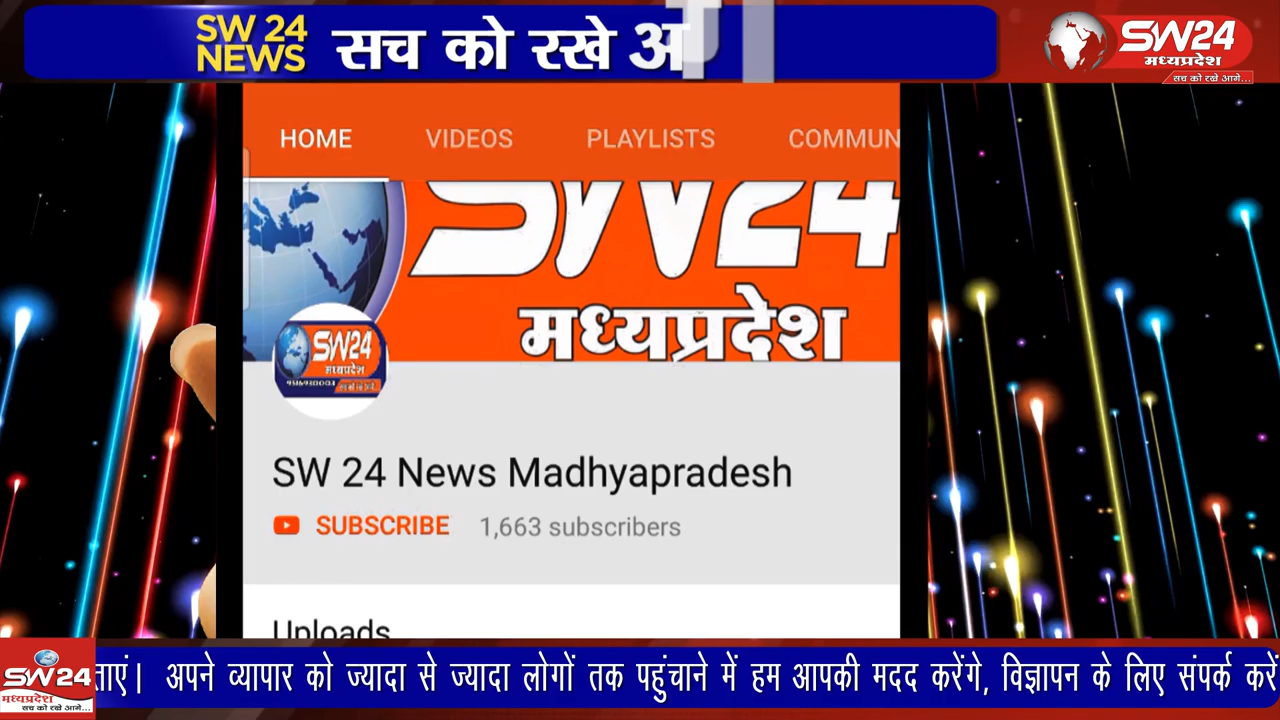 SW 24
NEWS
सच को रखे
SW24
मध्यप्रदेश
सच को रखे आगे...
HOME VIDEOS PLAYLISTS COMMUN
SW24
मध्यप्रदेश
SW24
मध्यप्रदेश
SW 24 News Madhyapradesh
SUBSCRIBE 1,663 subscribers
Uploads
SW24
मध्यप्रदेश
सच को रखे आगे...
अपने व्यापार को ज्यादा से ज्यादा लोगों तक पहुंचाने में हम आपकी मदद करेंगे, विज्ञापन के लिए संपर्क करें